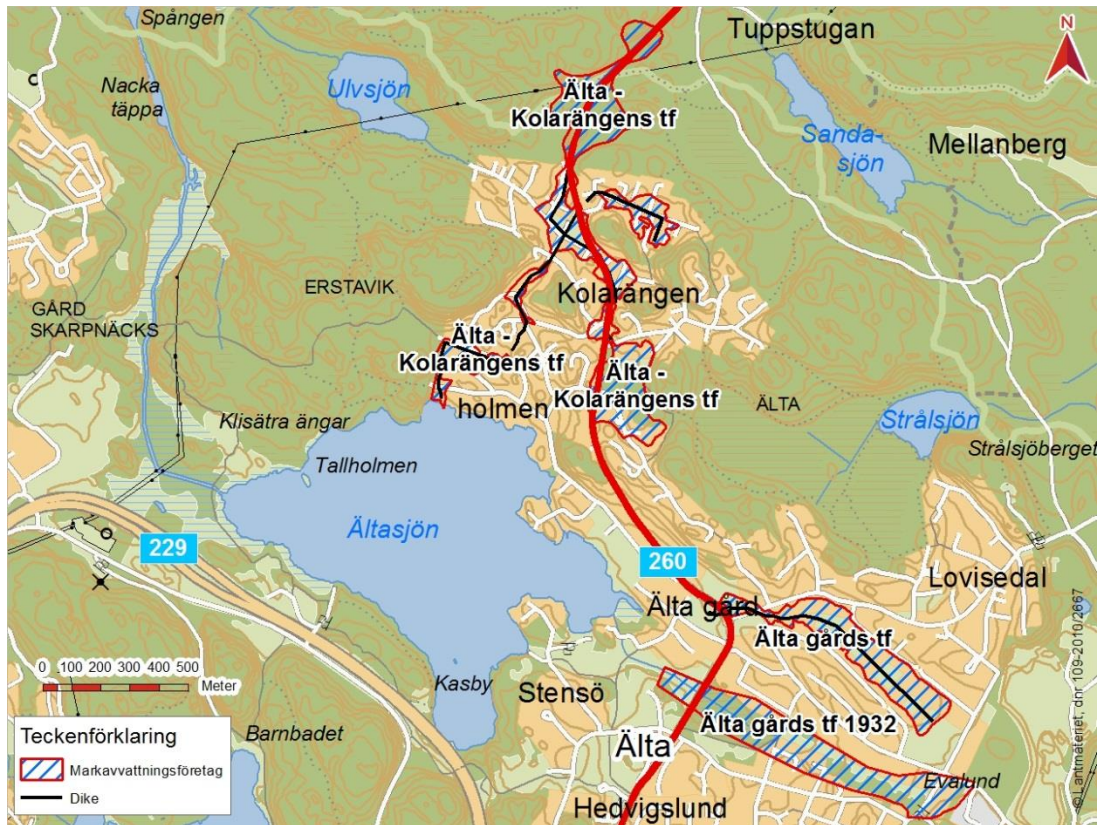 Spången
Tuppstugan
N
Nacka
täppa
Ulvsjön
Älta -
Kolarängens tf
Sanda-
sjön
Mellanberg
ERSTAVIK
GÅRD
SKARPNÄCKS
Kolarängen
Älta -
Kolarängens tf
Älta -
Kolarängens tf
holmen
ÄLTA
Klisätra ängar
Strålsjön
Strålsjöberget
Tallholmen
Ältasjön
229
260
Lovisedal
Älta gård
Älta gårds tf
0 100 200 300 400 500
Meter
Kasby
Stensö
Älta gårds tf 1932
Älta
Barnbadet
Evalund
Hedvigslund
Teckenförklaring
Markavvattningsföretag
Dike
© Lantmäteriet, dnr 109-2010/2667